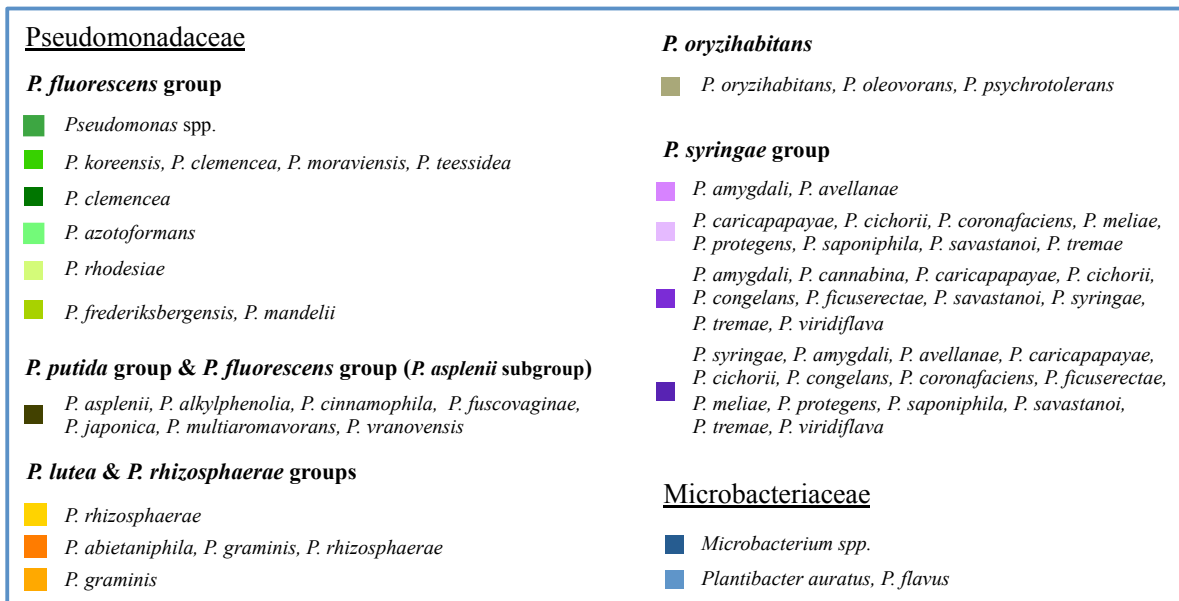 Pseudomonadaceae
P. fluorescens group
Pseudomonas spp.
P. koreensis, P. clemencea, P. moraviensis, P. teessidea
P. clemencea
P. azotoformans
P. rhodesiae
P. frederiksbergensis, P. mandelii
P. putida group & P. fluorescens group (P. asplenii subgroup)
P. asplenii, P. alkylphenolia, P. cinnamophila, P. fuscovaginae,
P. japonica, P. multiaromavorans, P. vranovensis
P. lutea & P. rhizosphaerae groups
P. rhizosphaerae
P. abietaniphila, P. graminis, P. rhizosphaerae
P. graminis
P. oryzihabitans
P. oryzihabitans, P. oleovorans, P. psychrotolerans
P. syringae group
P. amygdali, P. avellanae
P. caricapapayae, P. cichorii, P. coronafaciens, P. meliae,
P. protegens, P. saponiphila, P. savastanoi, P. tremae
P. amygdali, P. cannabina, P. caricapapayae, P. cichorii,
P. congelans, P. ficuserectae, P. savastanoi, P. syringae,
P. tremae, P. viridiflava
P. syringae, P. amygdali, P. avellanae, P. caricapapayae,
P. cichorii, P. congelans, P. coronafaciens, P. ficuserectae,
P. meliae, P. protegens, P. saponiphila, P. savastanoi,
P. tremae, P. viridiflava
Microbacteriaceae
Microbacterium spp.
Plantibacter auratus, P. flavus